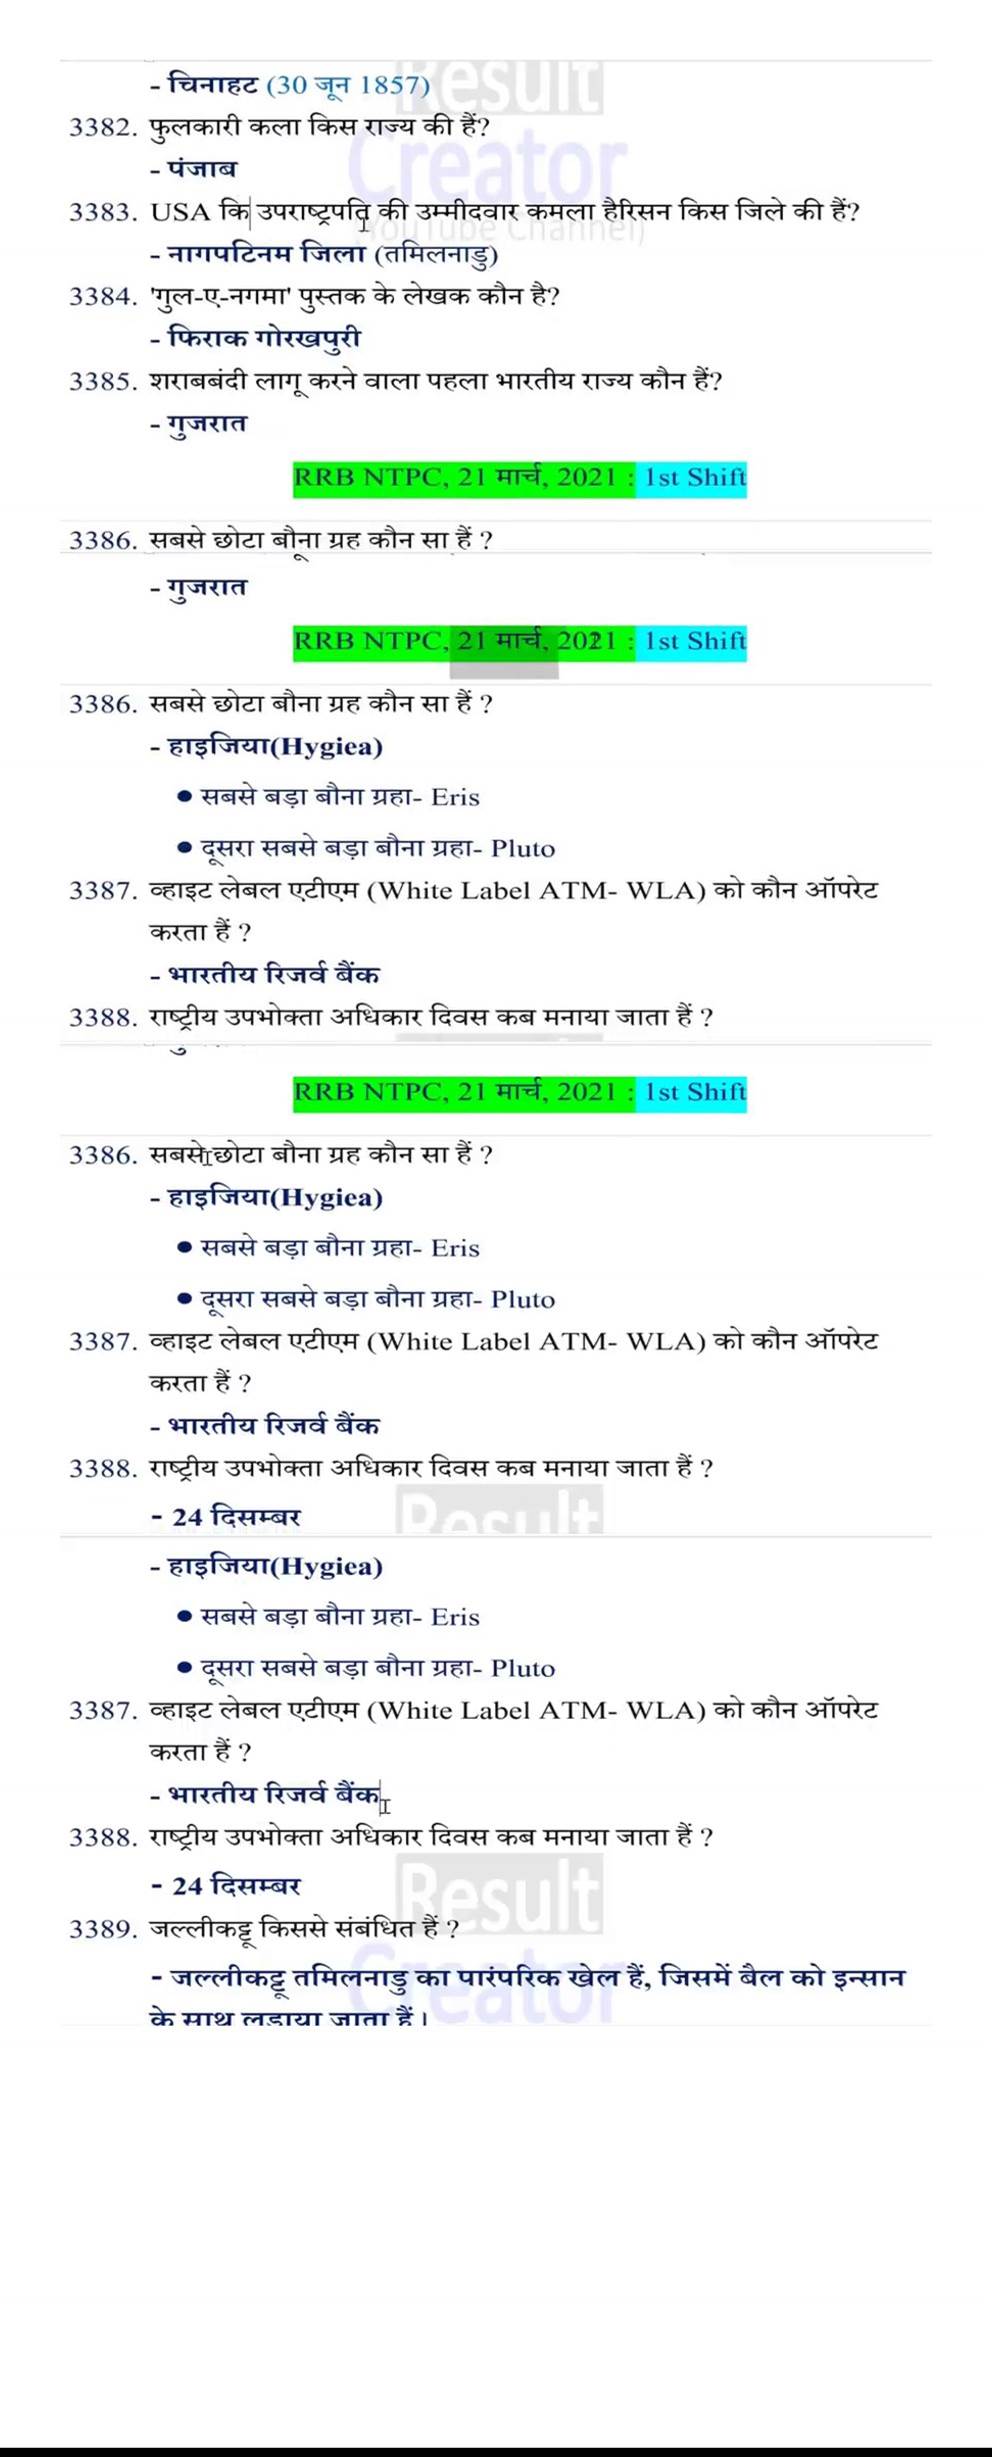 Result
- चिनाहट (30 जून 1857)
3382. फुलकारी कला किस राज्य की हैं?
Creator
- पंजाब
3383. USA कि उपराष्ट्रपति की उम्मीदवार कमला हैरिसन किस जिले की हैं?
(YouTube Channel)
- नागपटिनम जिला (तमिलनाडु)
3384. 'गुल-ए-नगमा' पुस्तक के लेखक कौन है?
- फिराक गोरखपुरी
3385. शराबबंदी लागू करने वाला पहला भारतीय राज्य कौन हैं?
- गुजरात
RRB NTPC, 21 मार्च, 2021 : 1st Shift
3386. सबसे छोटा बौना ग्रह कौन सा हैं ?
- गुजरात
RRB NTPC, 21 मार्च, 2021 : 1st Shift
3386. सबसे छोटा बौना ग्रह कौन सा हैं ?
- हाइजिया(Hygiea)
● सबसे बड़ा बौना ग्रहा- Eris
● दूसरा सबसे बड़ा बौना ग्रहा- Pluto
3387. व्हाइट लेबल एटीएम (White Label ATM- WLA) को कौन ऑपरेट
करता हैं ?
- भारतीय रिजर्व बैंक
3388. राष्ट्रीय उपभोक्ता अधिकार दिवस कब मनाया जाता हैं ?
RRB NTPC, 21 मार्च, 2021 : 1st Shift
3386. सबसे छोटा बौना ग्रह कौन सा हैं ?
- हाइजिया(Hygiea)
● सबसे बड़ा बौना ग्रहा- Eris
● दूसरा सबसे बड़ा बौना ग्रहा- Pluto
3387. व्हाइट लेबल एटीएम (White Label ATM- WLA) को कौन ऑपरेट
करता हैं ?
- भारतीय रिजर्व बैंक
3388. राष्ट्रीय उपभोक्ता अधिकार दिवस कब मनाया जाता हैं ?
- 24 दिसम्बर
Result
- हाइजिया(Hygiea)
● सबसे बड़ा बौना ग्रहा- Eris
● दूसरा सबसे बड़ा बौना ग्रहा- Pluto
3387. व्हाइट लेबल एटीएम (White Label ATM- WLA) को कौन ऑपरेट
करता हैं ?
- भारतीय रिजर्व बैंक
3388. राष्ट्रीय उपभोक्ता अधिकार दिवस कब मनाया जाता हैं ?
- 24 दिसम्बर
Result
3389. जल्लीकट्टू किससे संबंधित हैं ?
Creator
- जल्लीकट्टू तमिलनाडु का पारंपरिक खेल हैं, जिसमें बैल को इन्सान
के साथ लड़ाया जाता हैं।